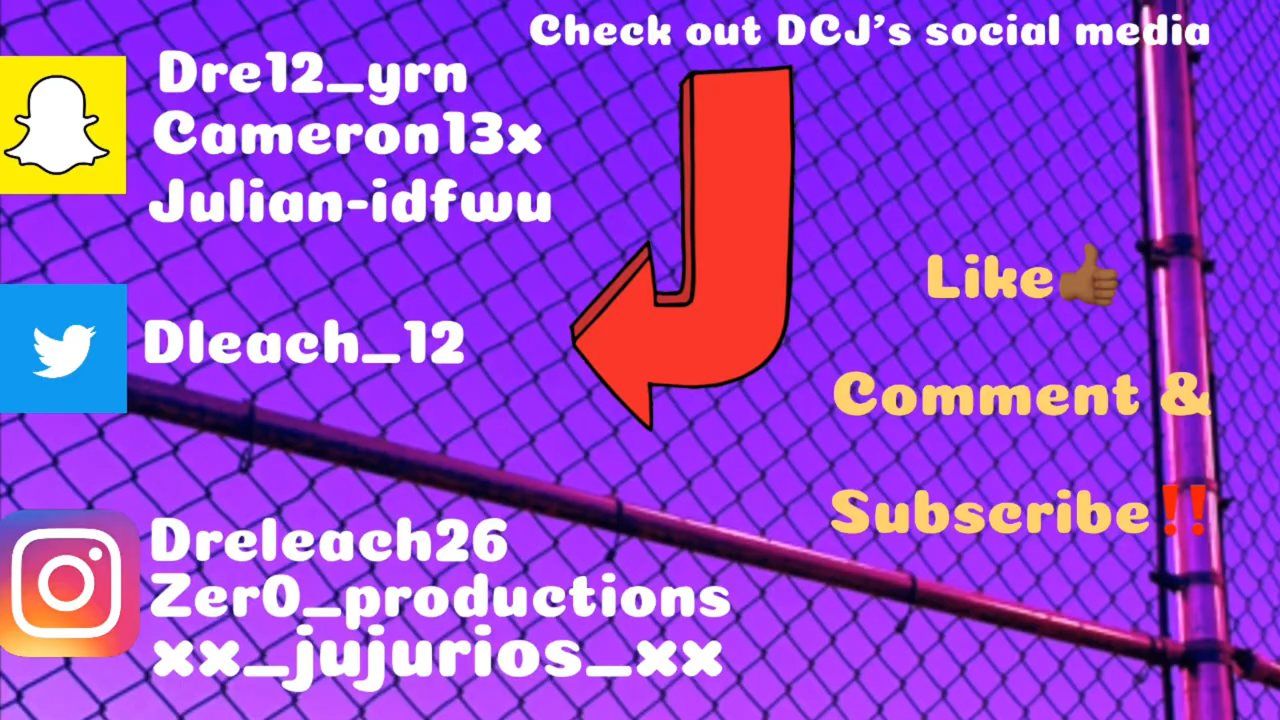 Check out DCJ’s social media
Dre12_yrn
Cameron13x
Julian-idfwu
Dleach_12
Dreleach26
Zer0_productions
xx_jujurios_xx
Like👍🏾
Comment &
Subscribe‼️